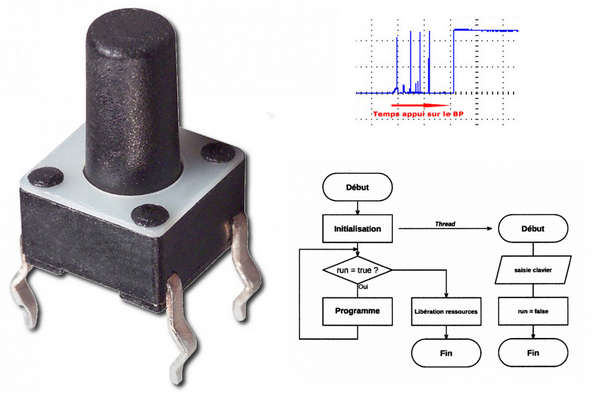 Temps appui sur le BP
Début
Initialisation
Thread
Début
run = true ?
saisie clavier
Oui
Programme
Libération ressources
run = false
Fin
Fin